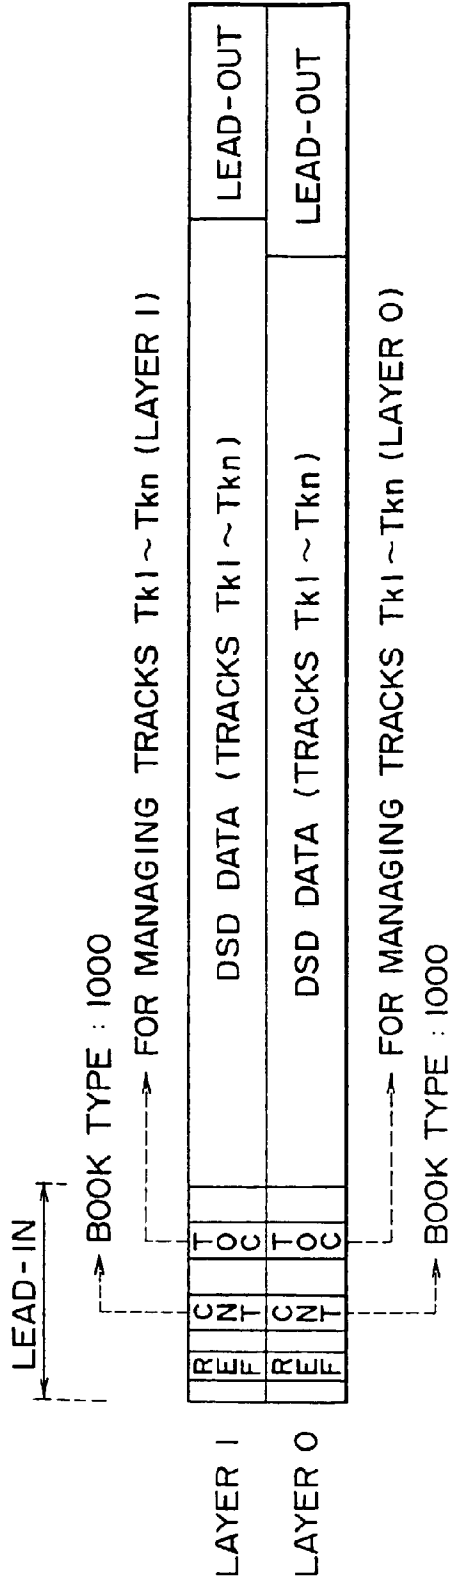 LEAD-IN
BOOK TYPE : 1000
FOR MANAGING TRACKS Tk1~Tkn (LAYER 1)
LAYER 1
REF
CNT
TOC
DSD DATA (TRACKS Tk1~Tkn)
LEAD-OUT
LAYER 0
REF
CNT
TOC
DSD DATA (TRACKS Tk1~Tkn)
LEAD-OUT
FOR MANAGING TRACKS Tk1~Tkn (LAYER 0)
BOOK TYPE : 1000